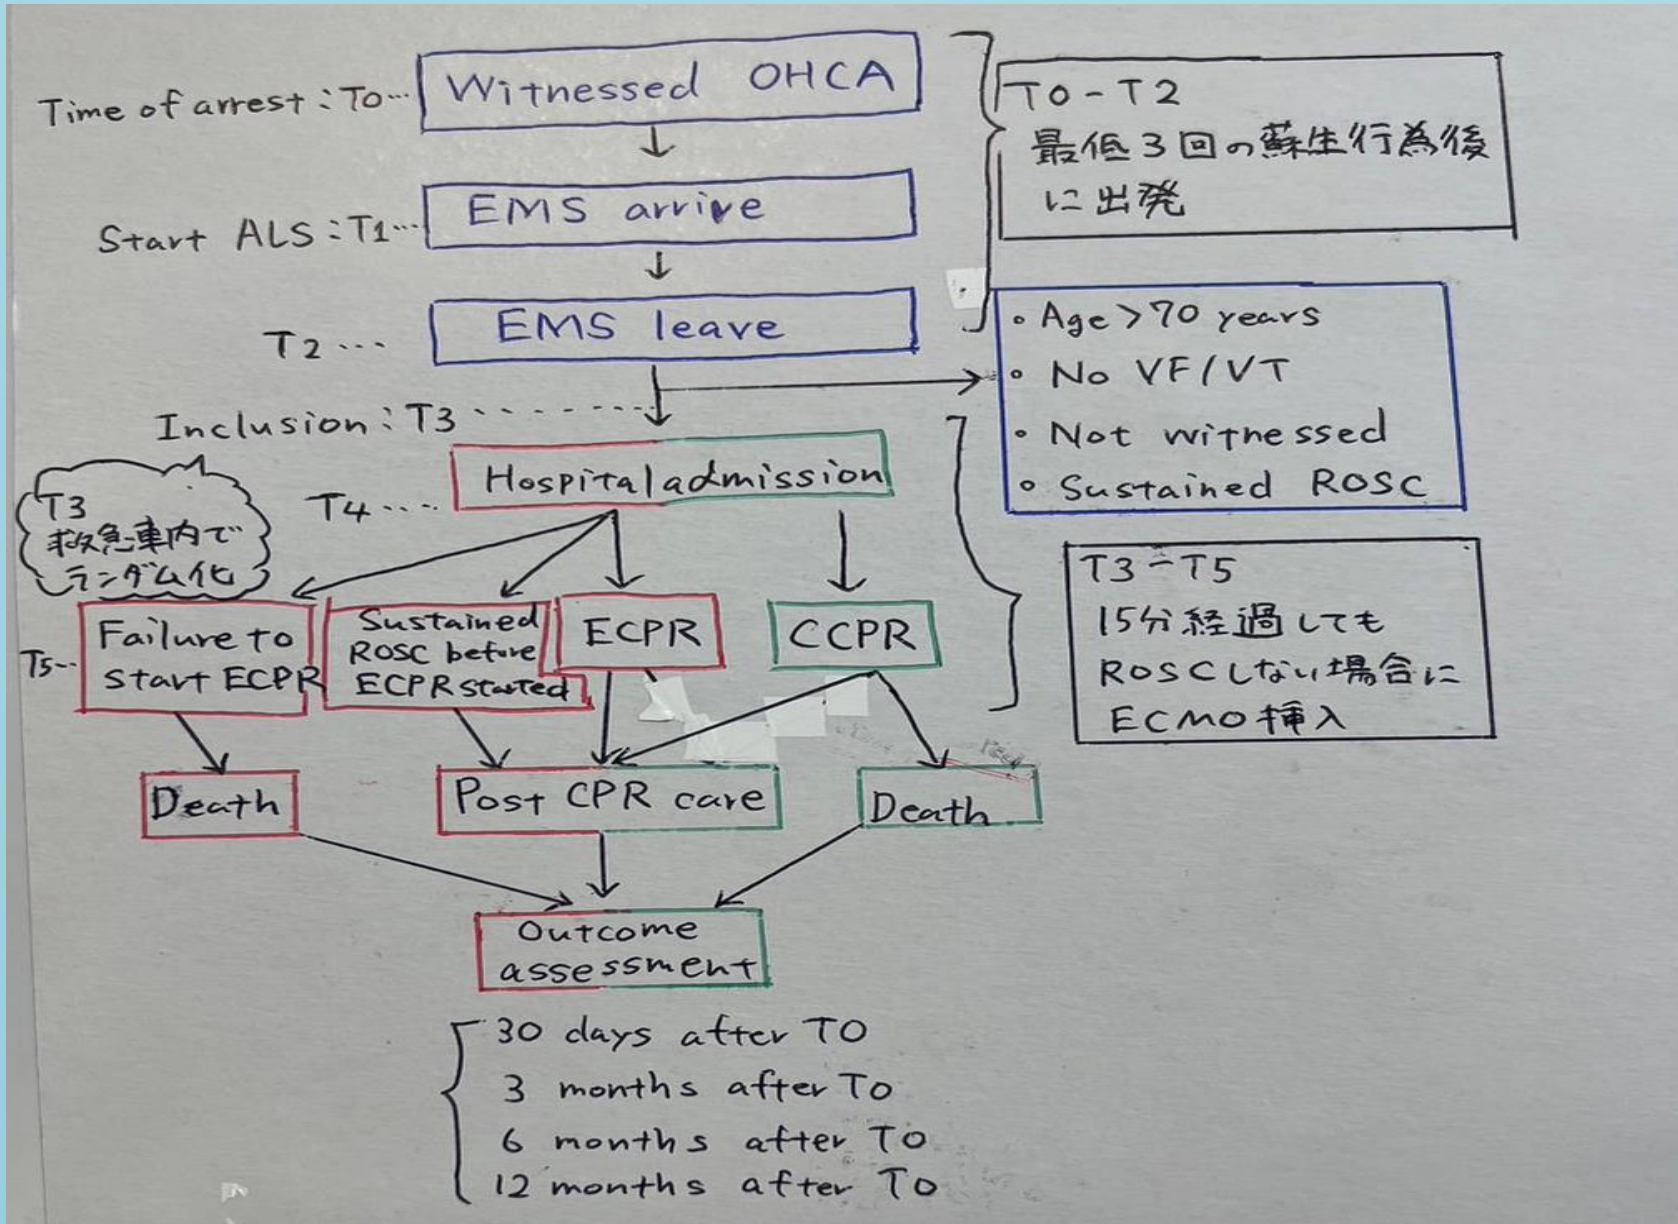 Time of arrest : T0...
Witnessed OHCA
T0-T2
最低3回の蘇生行為後
に出発
Start ALS : T1...
EMS arrive
T2...
EMS leave
• Age > 70 years
• No VF/VT
• Not witnessed
• Sustained ROSC
Inclusion : T3........
T4....
Hospital admission
T3
救急車内で
ランダム化
T3-T5
15分経過しても
ROSCしない場合に
ECMO挿入
T5..
Failure to
start ECPR
Sustained
ROSC before
ECPR started
ECPR
CCPR
Death
Post CPR care
Death
Outcome
assessment
30 days after T0
3 months after T0
6 months after T0
12 months after T0